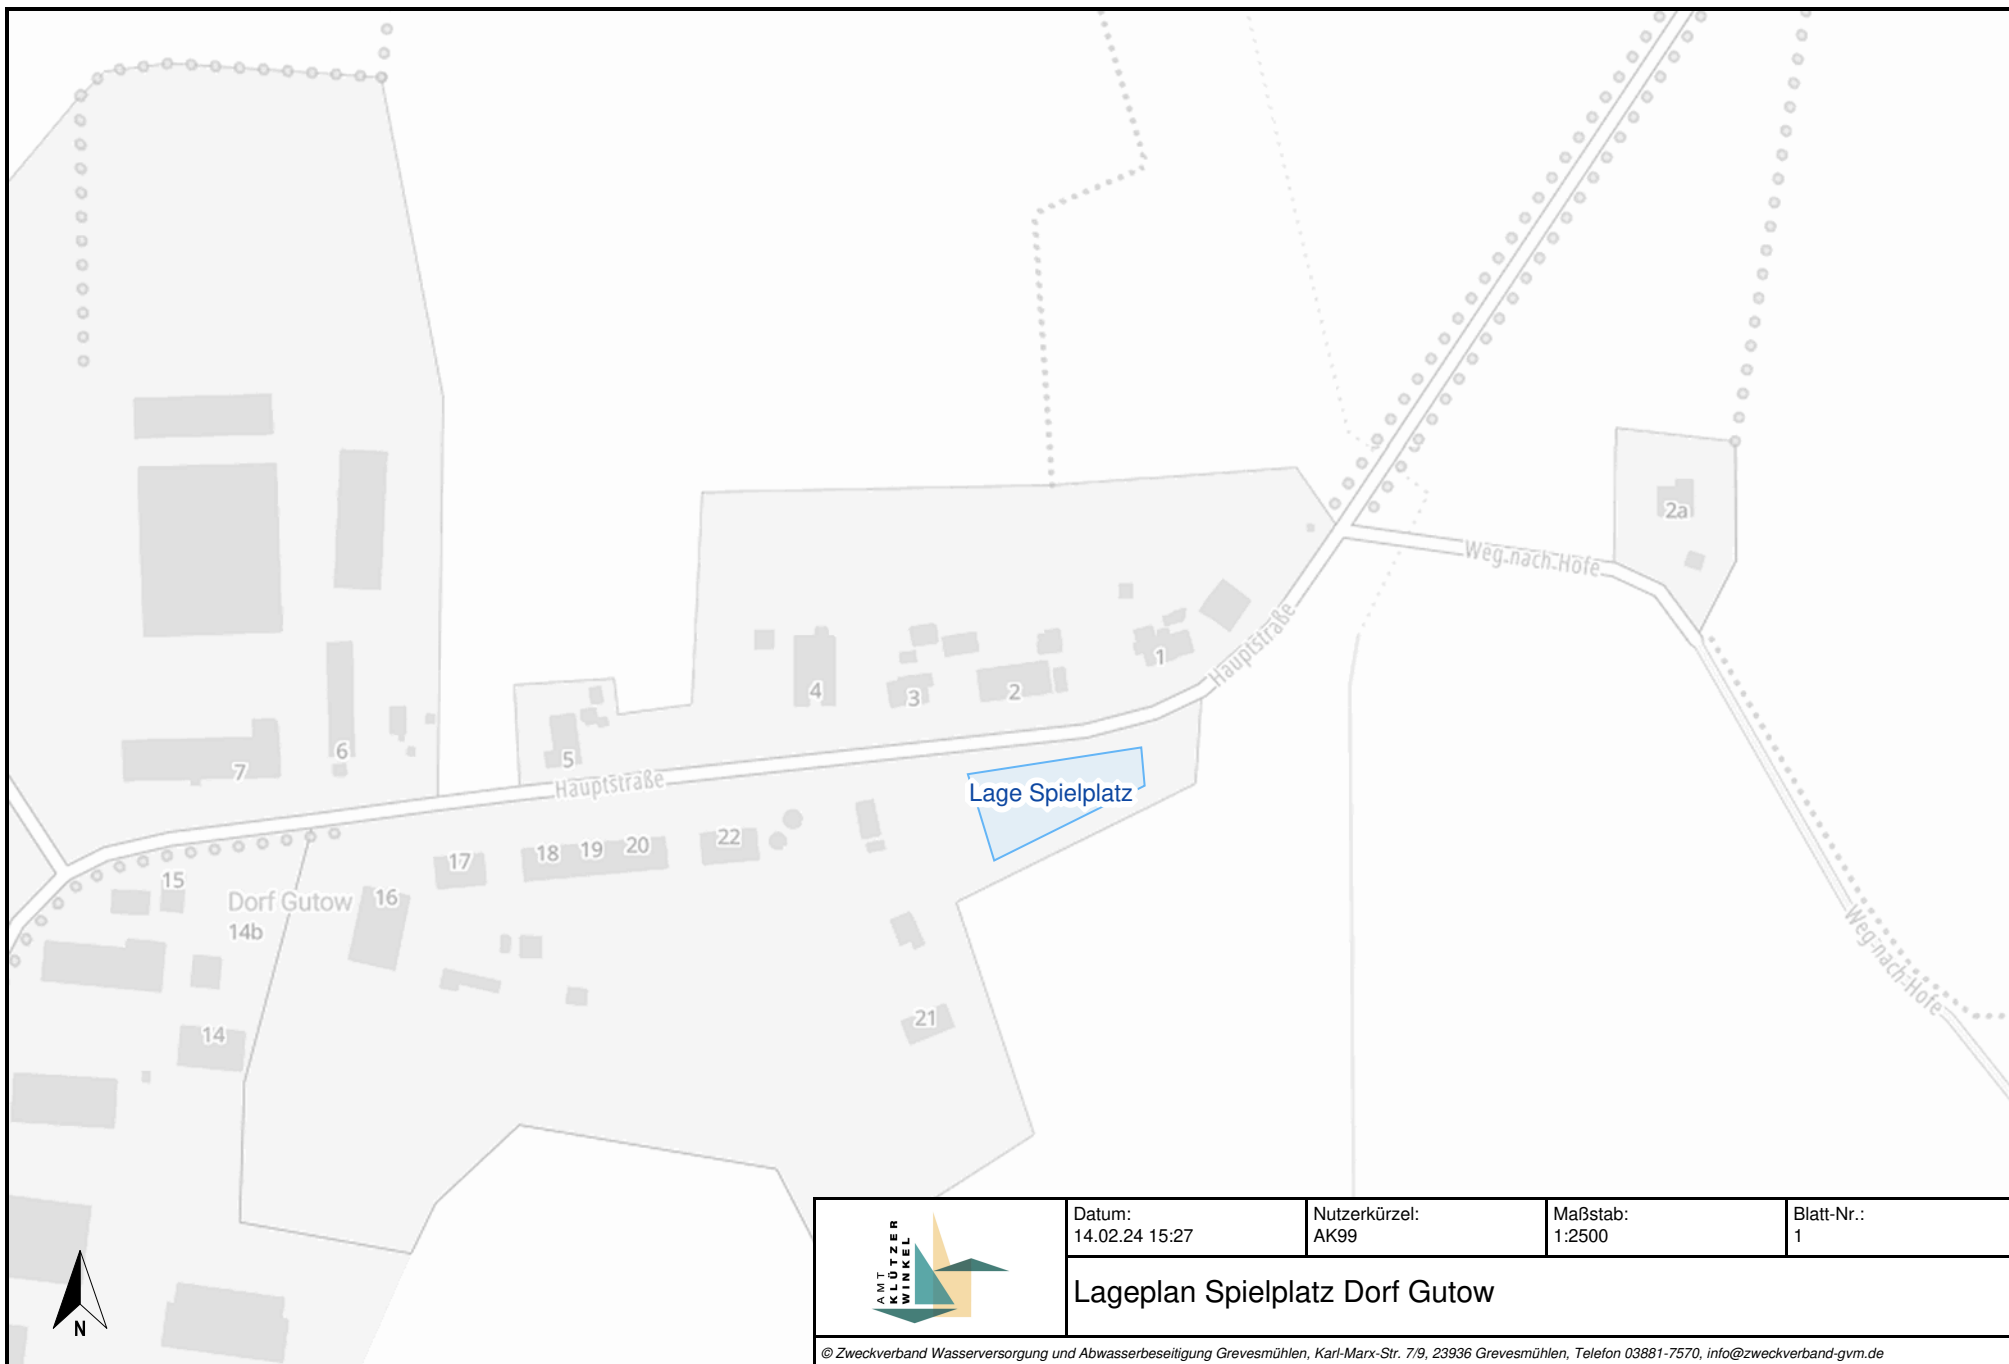 2a
Weg-nach-Hofe
Hauptstraße
1
2
3
4
5
6
7
Hauptstraße
Lage Spielplatz
22
20
19
18
17
16
15
Dorf Gutow
14b
14
21
Weg-nach-Hofe
N
AMT
KLÜTZER
WINKEL
Datum:
14.02.24 15:27
Nutzerkürzel:
AK99
Maßstab:
1:2500
Blatt-Nr.:
1
Lageplan Spielplatz Dorf Gutow
© Zweckverband Wasserversorgung und Abwasserbeseitigung Grevesmühlen, Karl-Marx-Str. 7/9, 23936 Grevesmühlen, Telefon 03881-7570, info@zweckverband-gvm.de